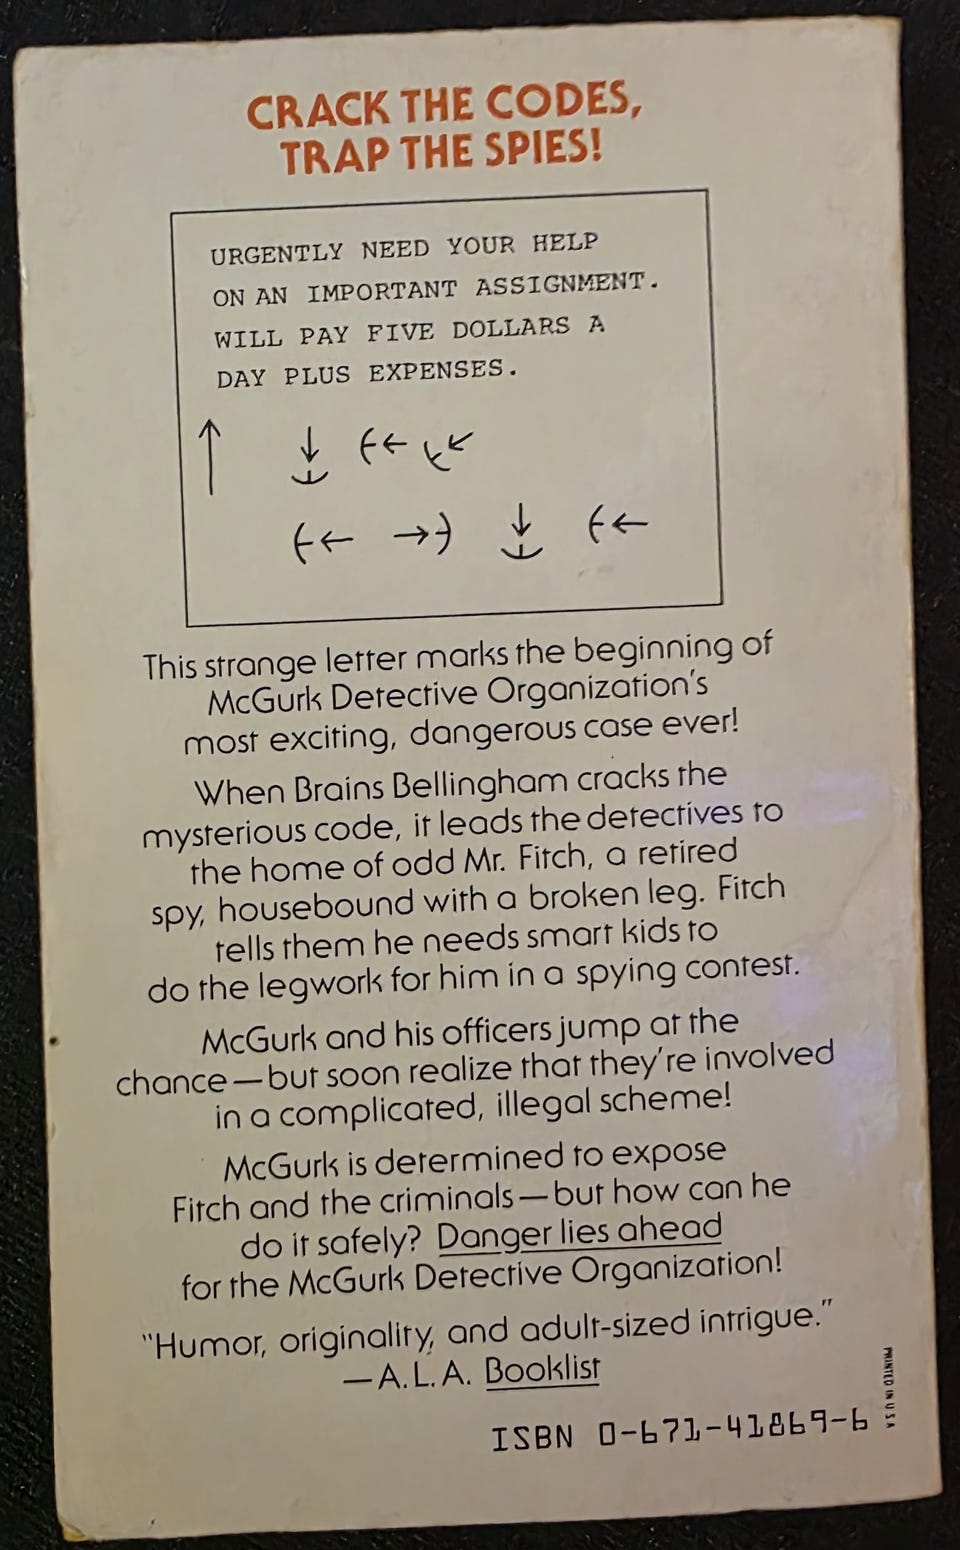 CRACK THE CODES,
TRAP THE SPIES!
URGENTLY NEED YOUR HELP
ON AN IMPORTANT ASSIGNMENT.
WILL PAY FIVE DOLLARS A
DAY PLUS EXPENSES.
This strange letter marks the beginning of
McGurk Detective Organization's
most exciting, dangerous case ever!
When Brains Bellingham cracks the
mysterious code, it leads the detectives to
the home of odd Mr. Fitch, a retired
spy, housebound with a broken leg. Fitch
tells them he needs smart kids to
do the legwork for him in a spying contest.
McGurk and his officers jump at the
chance—but soon realize that they're involved
in a complicated, illegal scheme!
McGurk is determined to expose
Fitch and the criminals—but how can he
do it safely? Danger lies ahead
for the McGurk Detective Organization!
"Humor, originality, and adult-sized intrigue."
—A.L.A. Booklist
ISBN 0-671-41869-6
PRINTED IN U S A